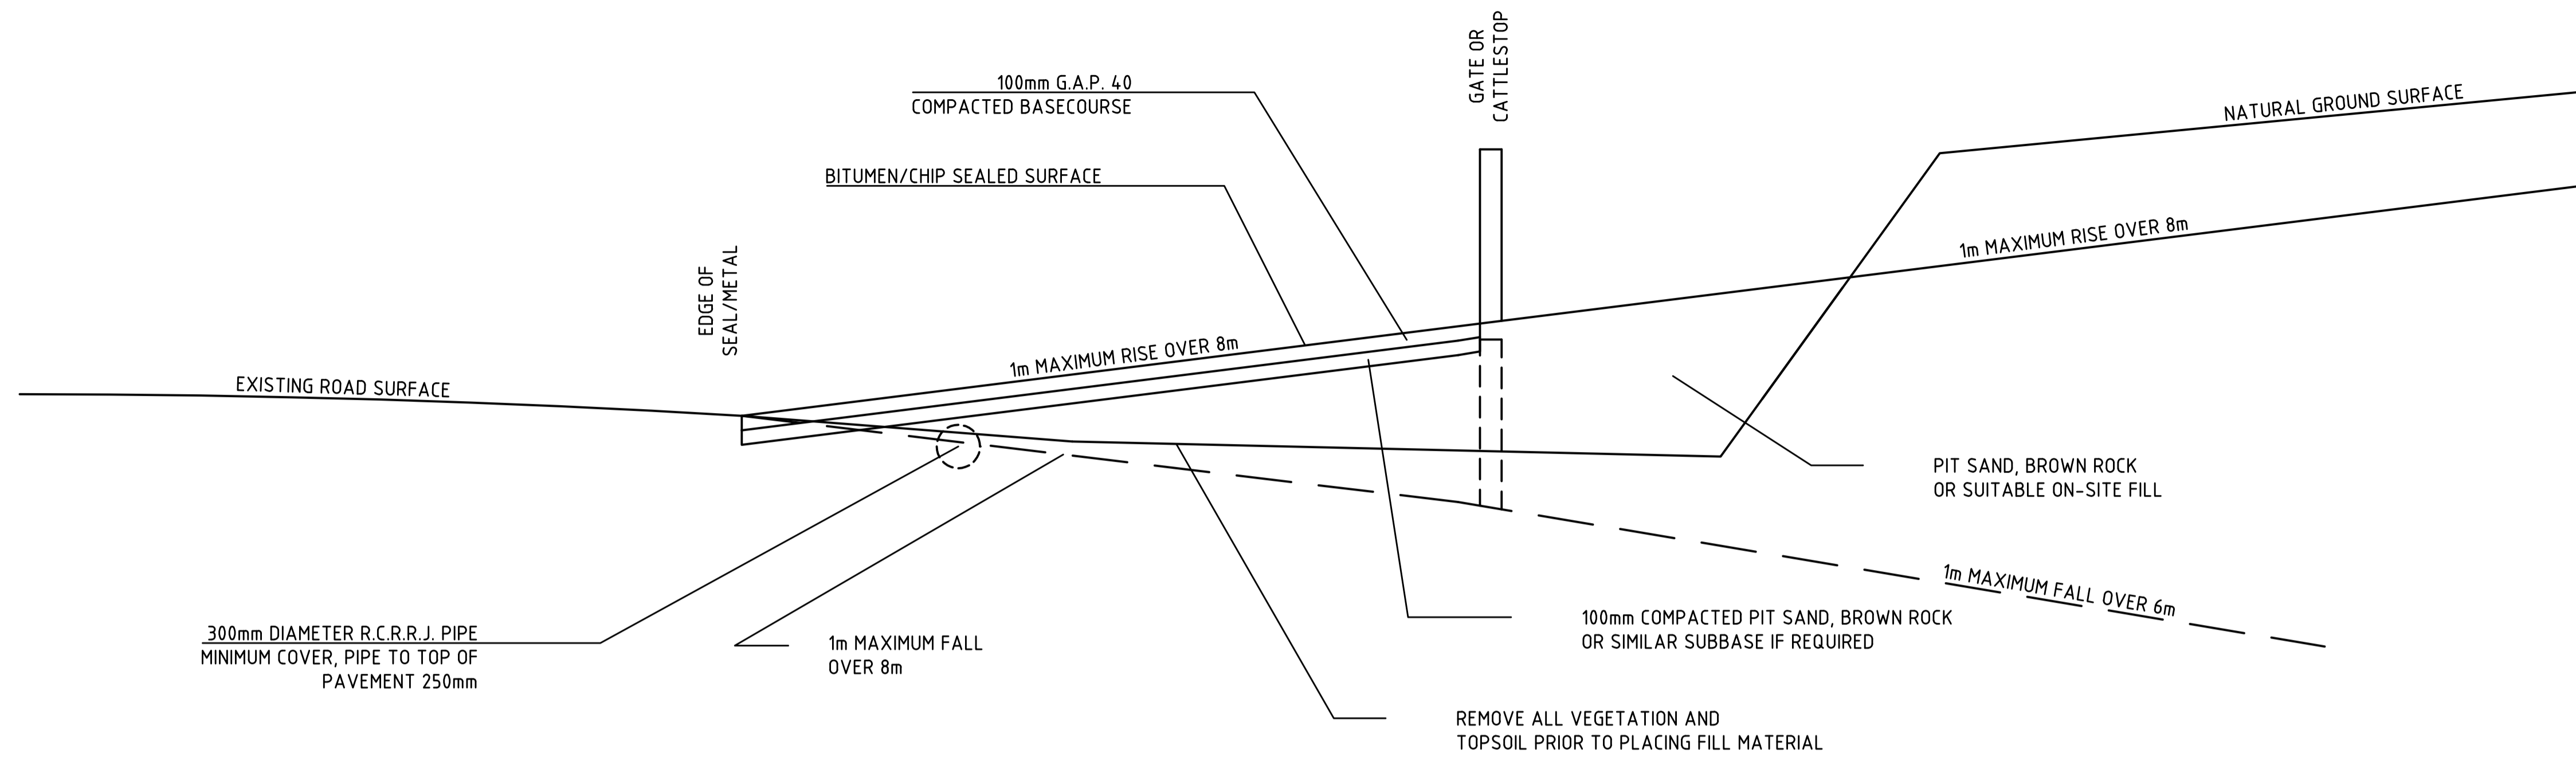 GATE OR
CATTLESTOP
100mm G.A.P. 40
COMPACTED BASECOURSE
NATURAL GROUND SURFACE
BITUMEN/CHIP SEALED SURFACE
1m MAXIMUM RISE OVER 8m
EDGE OF
SEAL/METAL
1m MAXIMUM RISE OVER 8m
EXISTING ROAD SURFACE
PIT SAND, BROWN ROCK
OR SUITABLE ON-SITE FILL
1m MAXIMUM FALL OVER 6m
300mm DIAMETER R.C.R.R.J. PIPE
MINIMUM COVER, PIPE TO TOP OF
PAVEMENT 250mm
1m MAXIMUM FALL
OVER 8m
100mm COMPACTED PIT SAND, BROWN ROCK
OR SIMILAR SUBBASE IF REQUIRED
REMOVE ALL VEGETATION AND
TOPSOIL PRIOR TO PLACING FILL MATERIAL